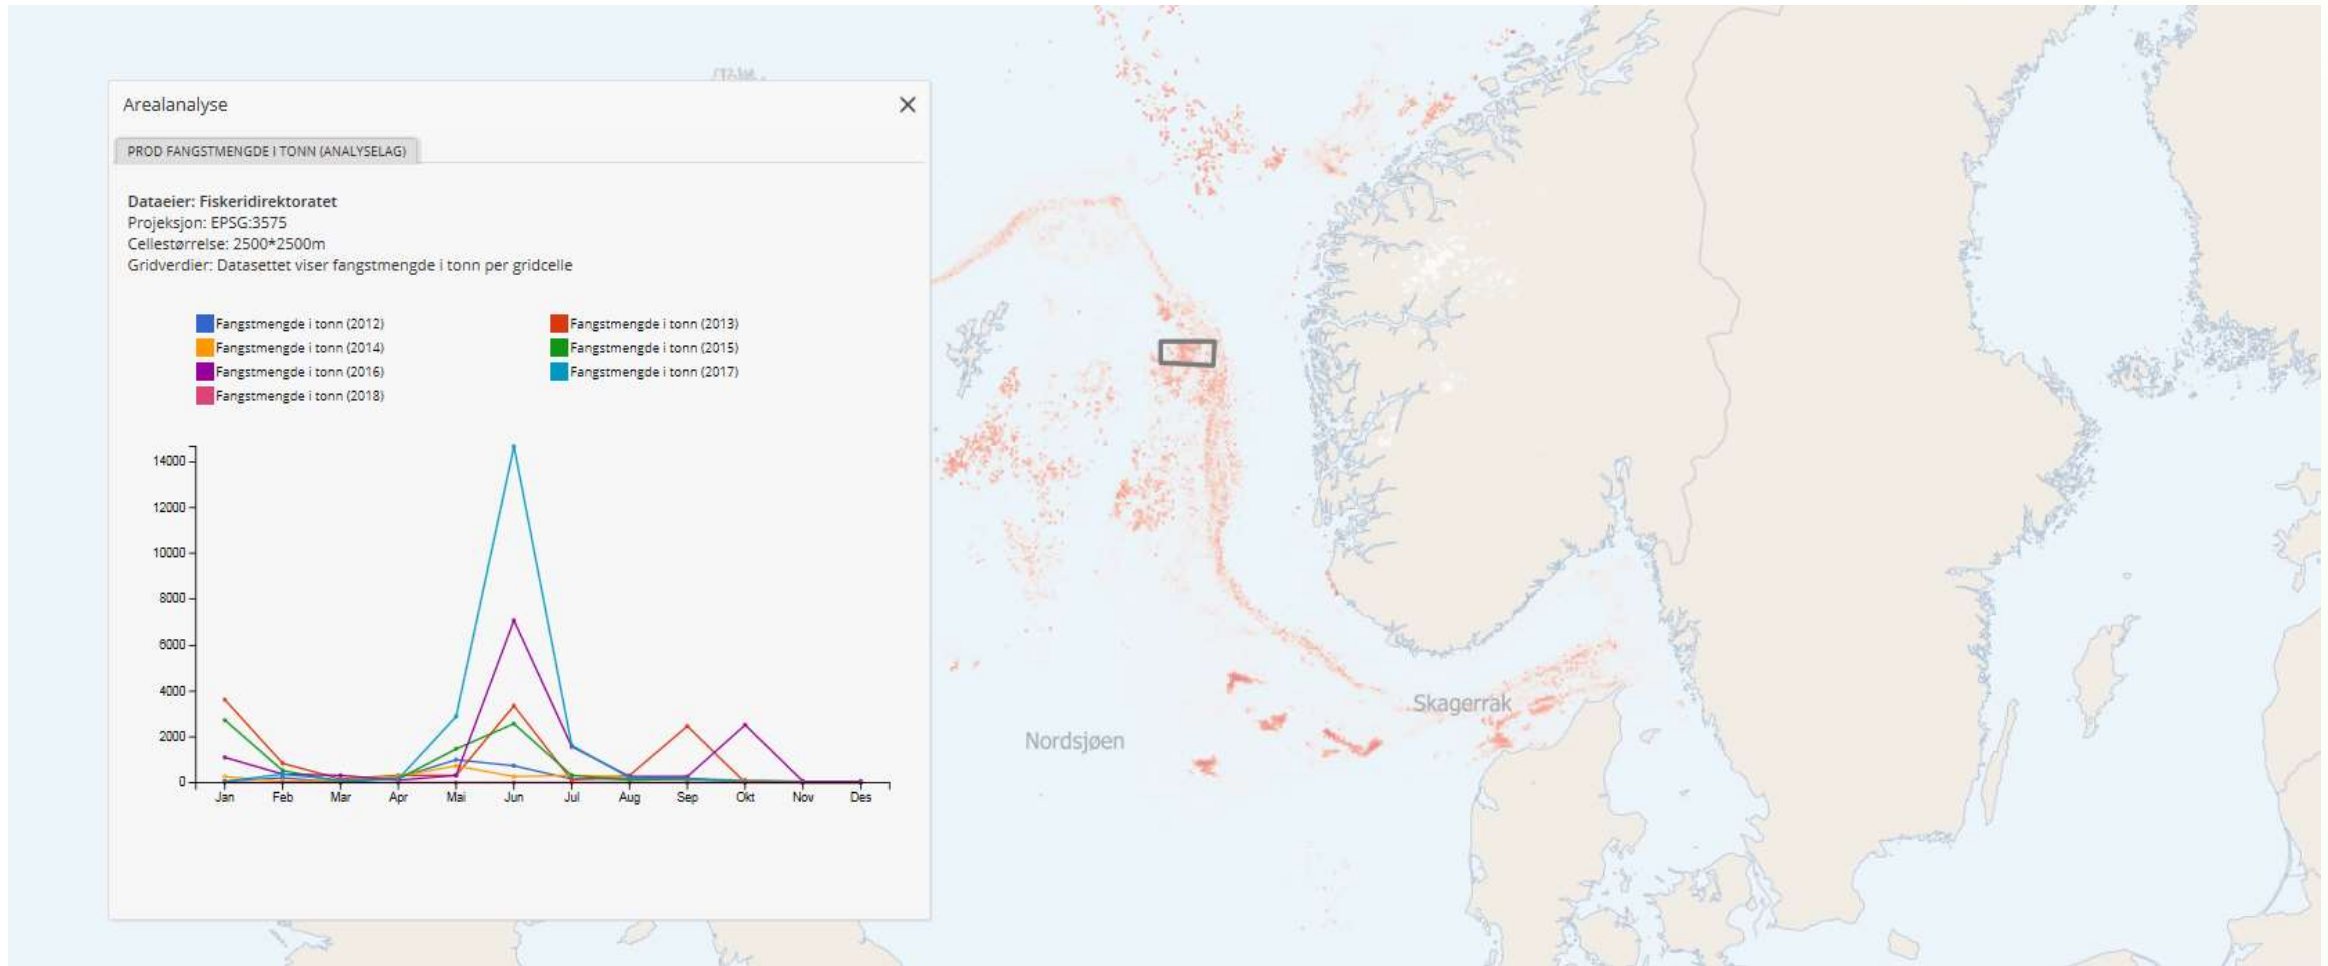 Arealanalyse
PROD FANGSTMENGDE I TONN (ANALYSELAG)
Dataeier: Fiskeridirektoratet
Projeksjon: EPSG:3575
Cellestørrelse: 2500*2500m
Gridverdier: Datasettet viser fangstmengde i tonn per gridcelle
Fangstmengde i tonn (2012)
Fangstmengde i tonn (2013)
Fangstmengde i tonn (2014)
Fangstmengde i tonn (2015)
Fangstmengde i tonn (2016)
Fangstmengde i tonn (2017)
Fangstmengde i tonn (2018)
14000
12000
10000
8000
6000
4000
2000
0
Jan Feb Mar Apr Mai Jun Jul Aug Sep Okt Nov Des
Skagerrak
Nordsjøen